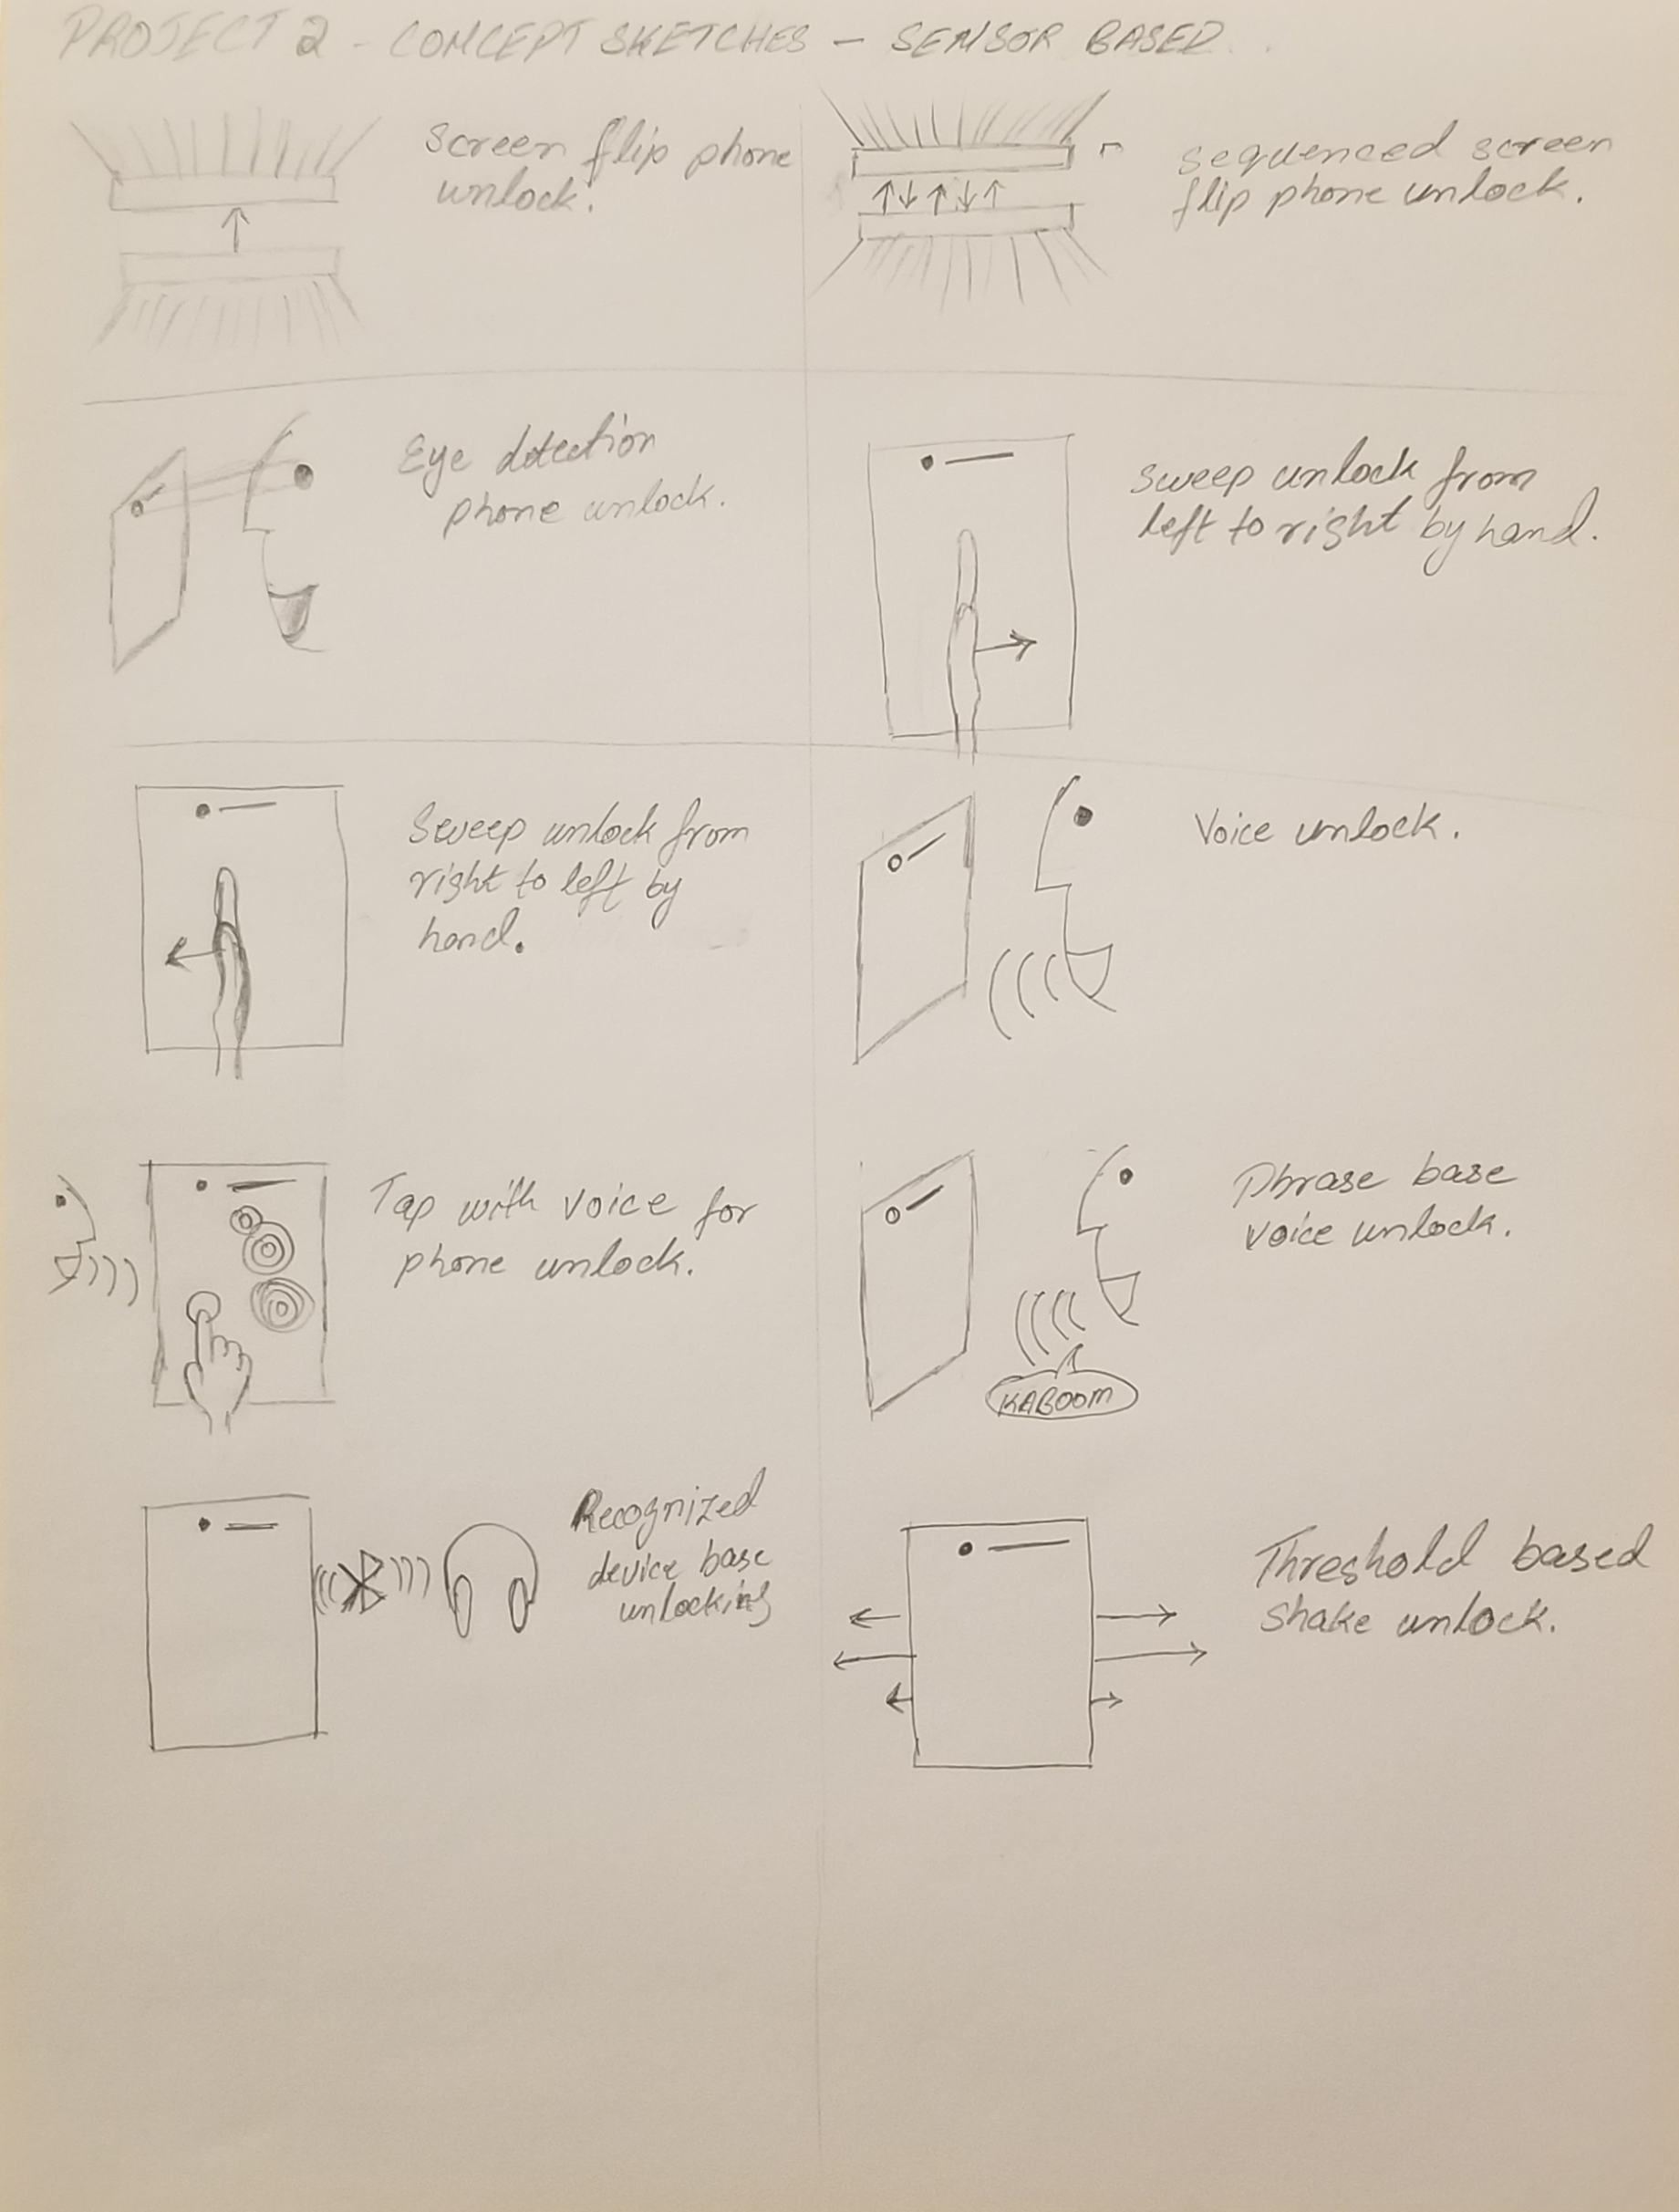 PROJECT 2 - CONCEPT SKETCHES - SENSOR BASED.
Screen flip phone
unlock.
Sequenced screen
flip phone unlock.
Eye detection
phone unlock.
Sweep unlock from
left to right by hand.
Sweep unlock from
right to left by
hand.
Voice unlock.
Tap with voice for
phone unlock.
Phrase base
voice unlock.
KABOOM
Recognized
device base
unlocking
Threshold based
Shake unlock.